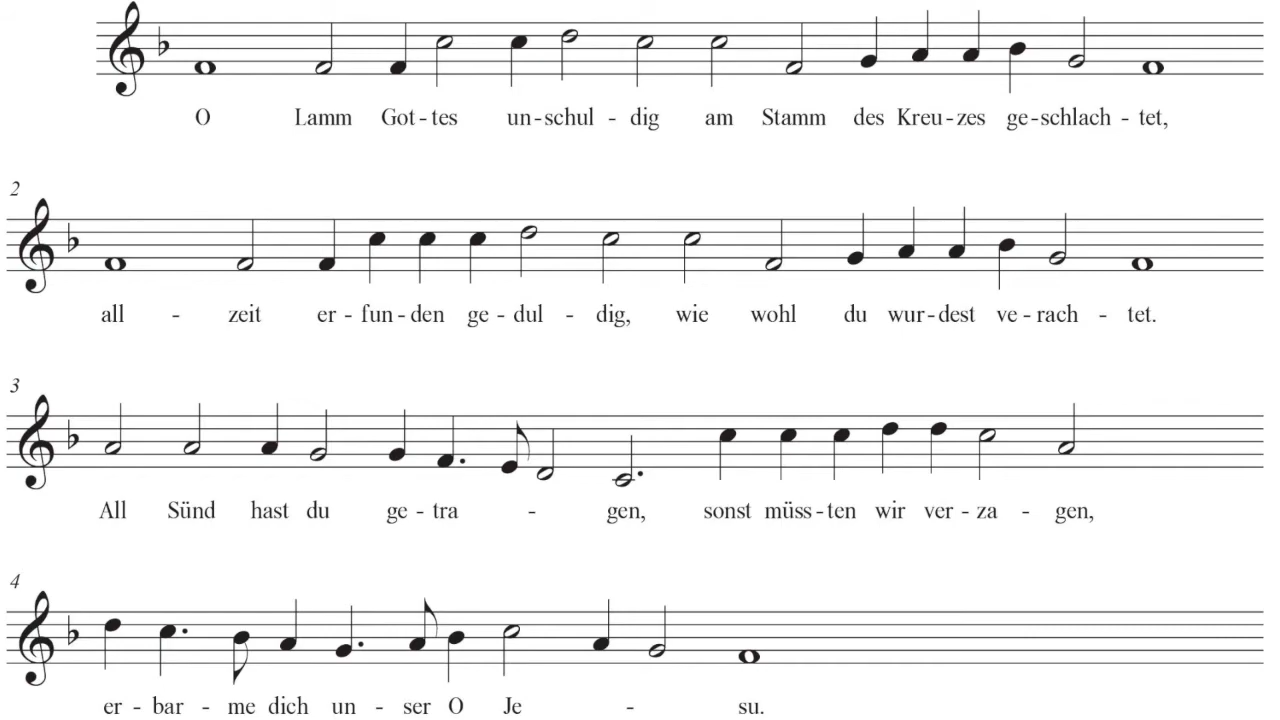 O Lamm Got - tes un - schul - dig am Stamm des Kreu - zes ge - schlach - tet,
2
all - zeit er - fun - den ge - dul - dig, wie wohl du wur - dest ve - rach - tet.
3
All Sünd hast du ge - tra - gen, sonst müss - ten wir ver - za - gen,
4
er - bar - me dich un - ser O Je - su.